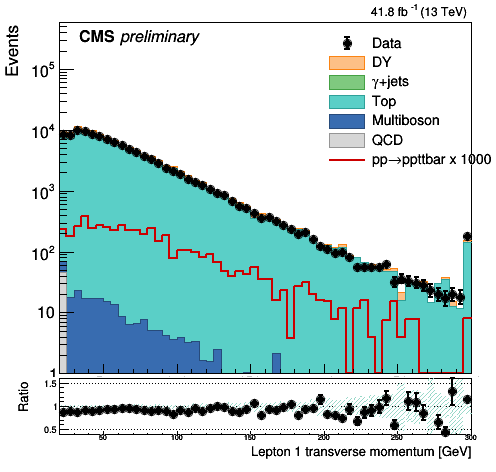 41.8 fb⁻¹ (13 TeV)
CMS preliminary
Events
Data
DY
γ+jets
Top
Multiboson
QCD
pp→ppttbar x 1000
10⁵
10⁴
10³
10²
10
1
Ratio
1.5
1
0.5
50 100 150 200 250 300
Lepton 1 transverse momentum [GeV]